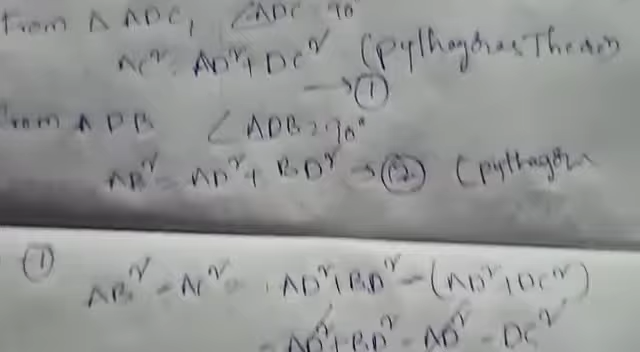 From △ ADC, ∠ADC = 90°
AC² = AD² + DC² (Pythagoras Theorem)
→ ①
From △ ADB ∠ADB = 90°
AB² = AD² + BD² → ② (Pythagora
①
AB² - AC² = AD² + BD² - (AD² + DC²)
= AD² + BD² - AD² - DC²